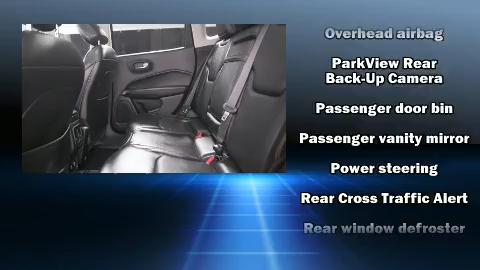 Overhead airbag
ParkView Rear
Back-Up Camera
Passenger door bin
Passenger vanity mirror
Power steering
Rear Cross Traffic Alert
Rear window defroster